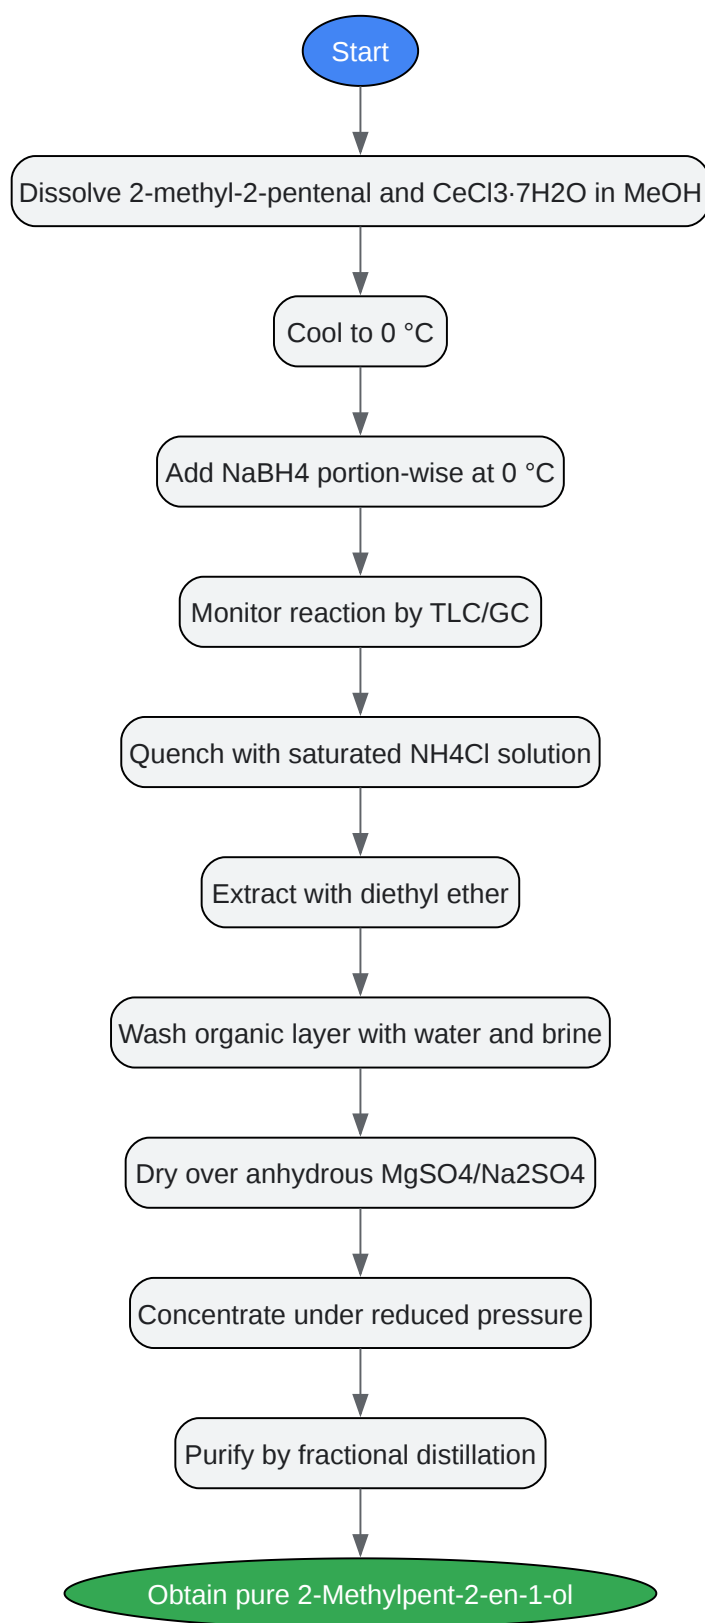 Start
Dissolve 2-methyl-2-pentenal and CeCl3·7H2O in MeOH
Cool to 0 °C
Add NaBH4 portion-wise at 0 °C
Monitor reaction by TLC/GC
Quench with saturated NH4Cl solution
Extract with diethyl ether
Wash organic layer with water and brine
Dry over anhydrous MgSO4/Na2SO4
Concentrate under reduced pressure
Purify by fractional distillation
Obtain pure 2-Methylpent-2-en-1-ol